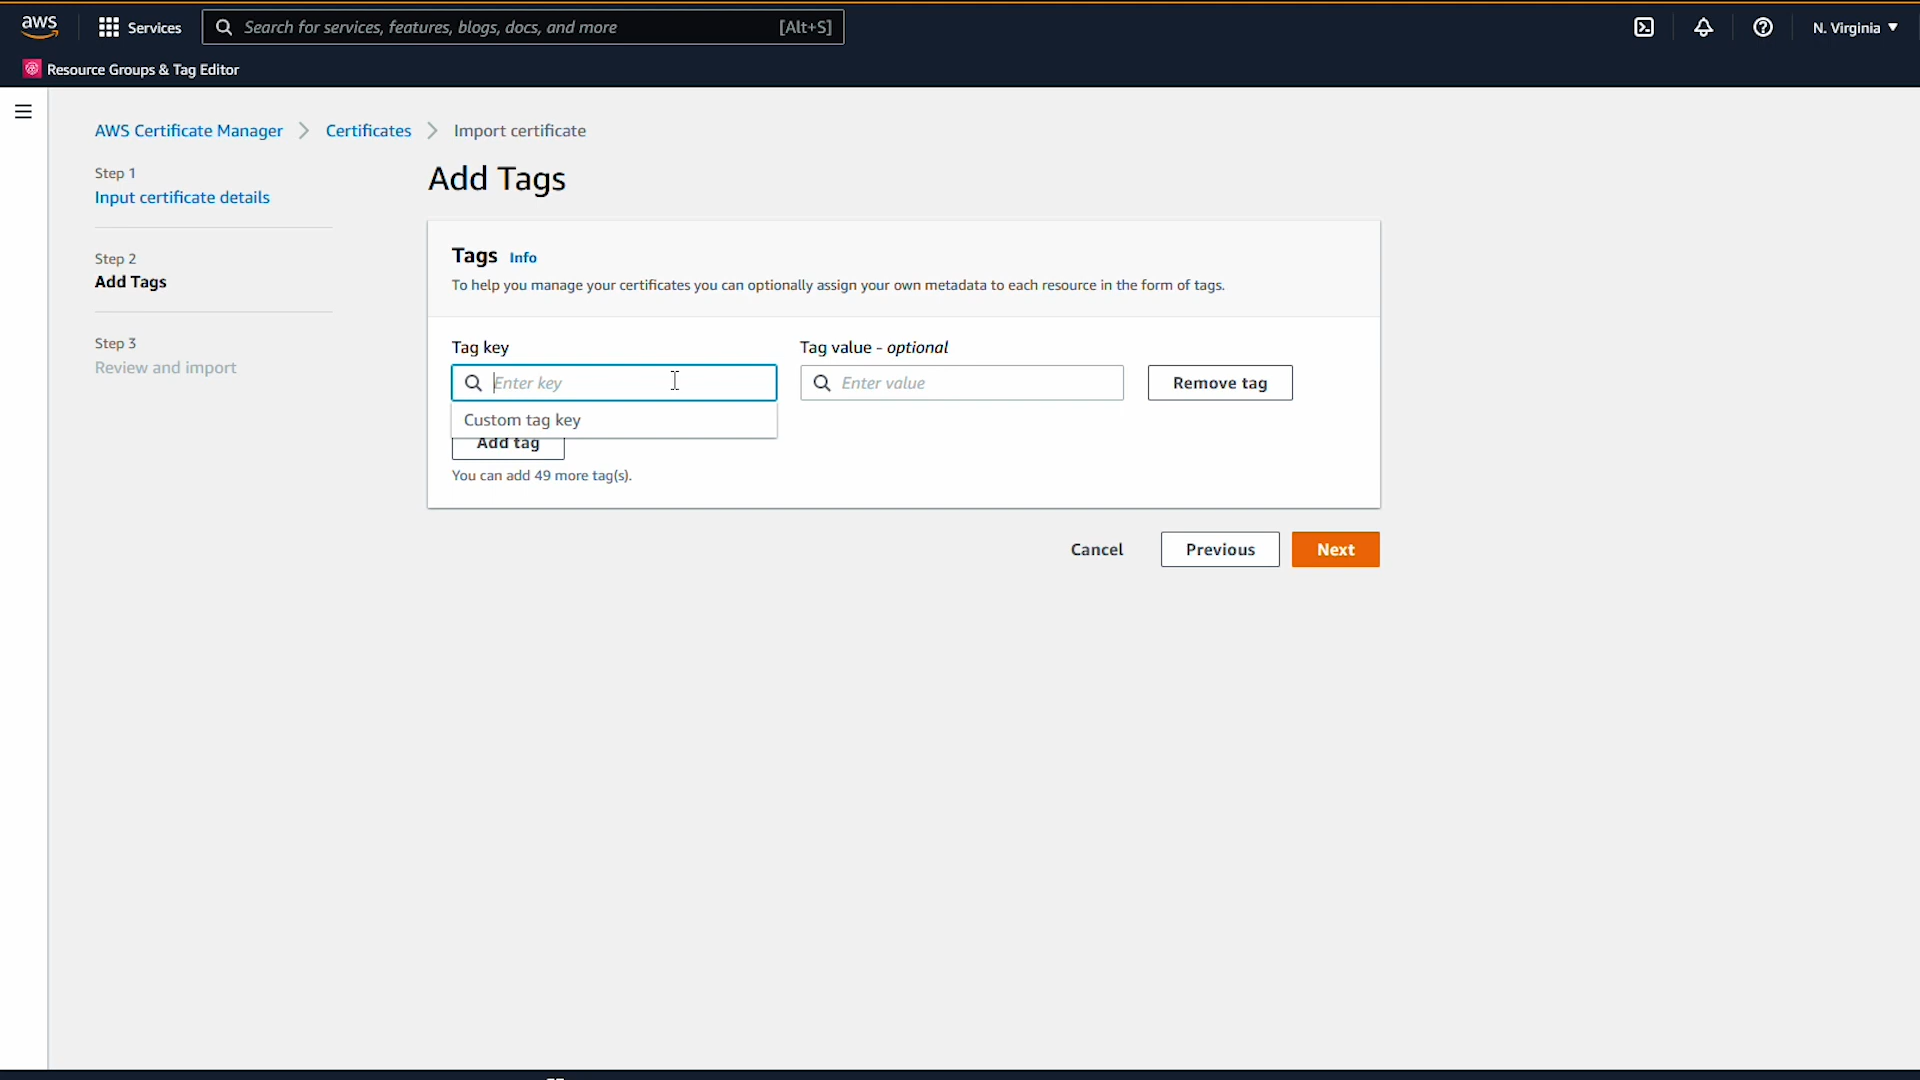 aws
Services
Search for services, features, blogs, docs, and more
[Alt+S]
N. Virginia
Resource Groups & Tag Editor
AWS Certificate Manager
Certificates
Import certificate
Step 1
Input certificate details
Step 2
Add Tags
Step 3
Review and import
Add Tags
Tags Info
To help you manage your certificates you can optionally assign your own metadata to each resource in the form of tags.
Tag key
Tag value - optional
Enter key
Enter value
Remove tag
Custom tag key
Add tag
You can add 49 more tag(s).
Cancel
Previous
Next